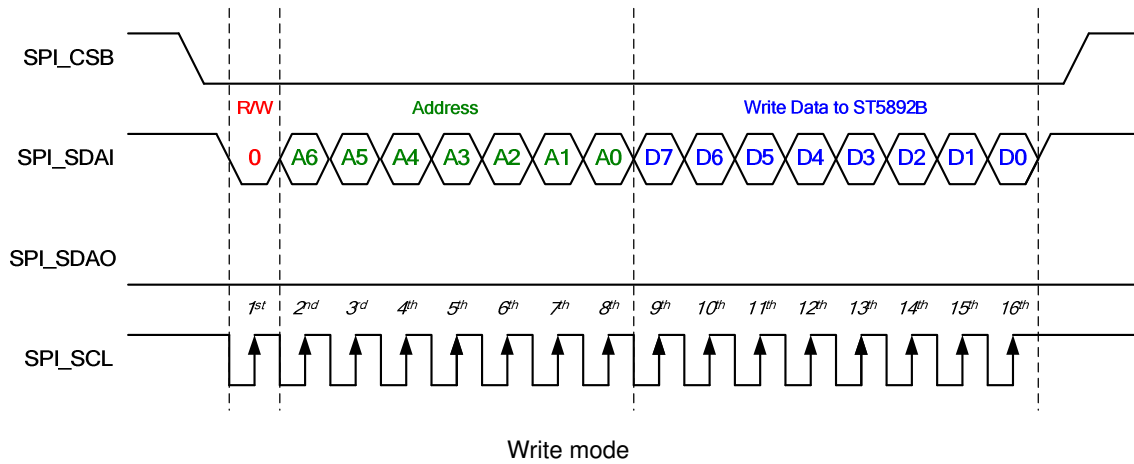 SPI_CSB
R/W Address Write Data to ST5892B
SPI_SDAI 0 A6 A5 A4 A3 A2 A1 A0 D7 D6 D5 D4 D3 D2 D1 D0
SPI_SDAO
1st 2nd 3rd 4th 5th 6th 7th 8th 9th 10th 11th 12th 13th 14th 15th 16th
SPI_SCL
Write mode